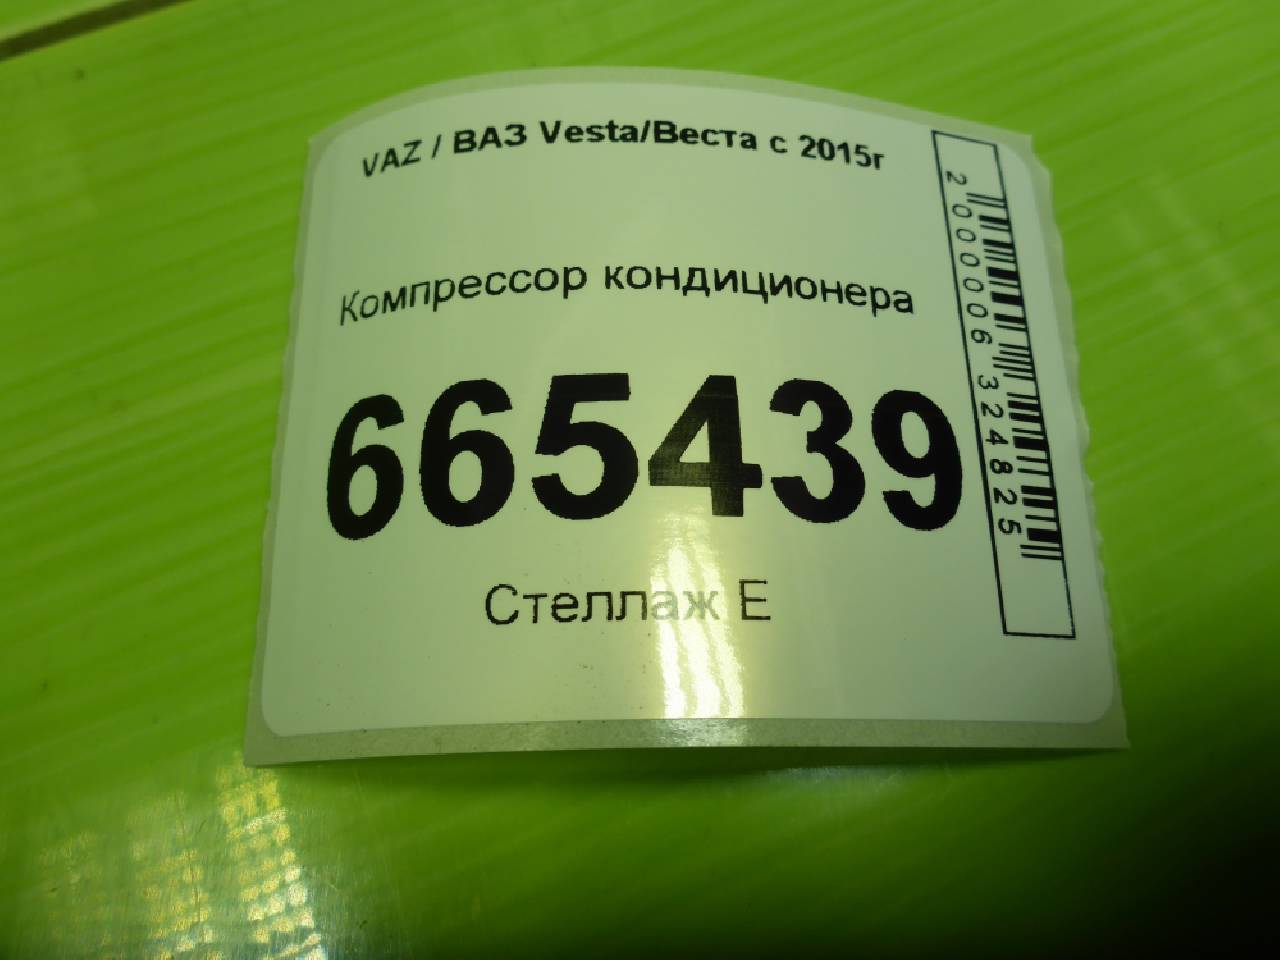 VAZ / ВАЗ Vesta/Веста с 2015г
Компрессор кондиционера
665439
Стеллаж Е
2000006324825